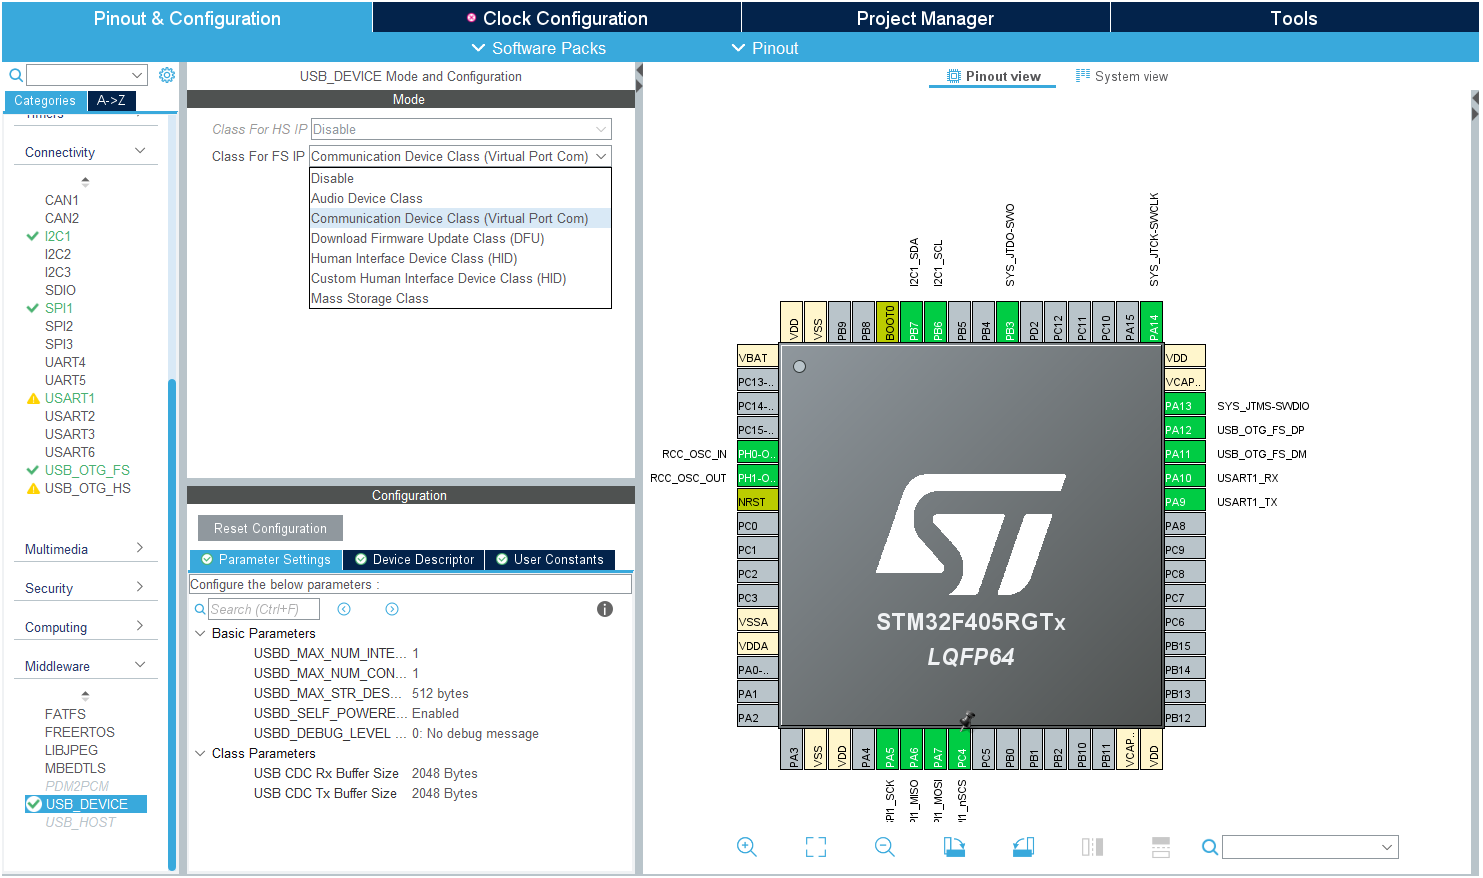 Pinout & Configuration
Clock Configuration
Project Manager
Tools
Software Packs
Pinout
Categories
A->Z
Timers
Connectivity
CAN1
CAN2
I2C1
I2C2
I2C3
SDIO
SPI1
SPI2
SPI3
UART4
UART5
USART1
USART2
USART3
USART6
USB_OTG_FS
USB_OTG_HS
Multimedia
Security
Computing
Middleware
FATFS
FREERTOS
LIBJPEG
MBEDTLS
PDM2PCM
USB_DEVICE
USB_HOST
USB_DEVICE Mode and Configuration
Mode
Class For HS IP Disable
Class For FS IP Communication Device Class (Virtual Port Com)
Disable
Audio Device Class
Communication Device Class (Virtual Port Com)
Download Firmware Update Class (DFU)
Human Interface Device Class (HID)
Custom Human Interface Device Class (HID)
Mass Storage Class
Configuration
Reset Configuration
Parameter Settings
Device Descriptor
User Constants
Configure the below parameters :
Search (Ctrl+F)
Basic Parameters
USBD_MAX_NUM_INTE... 1
USBD_MAX_NUM_CON... 1
USBD_MAX_STR_DES... 512 bytes
USBD_SELF_POWERE... Enabled
USBD_DEBUG_LEVEL ... 0: No debug message
Class Parameters
USB CDC Rx Buffer Size 2048 Bytes
USB CDC Tx Buffer Size 2048 Bytes
Pinout view
System view
I2C1_SDA
I2C1_SCL
SYS_JTDO-SWO
SYS_JTCK-SWCLK
VDD
VSS
PB9
PB8
BOOT0
PB7
PB6
PB5
PB4
PB3
PD2
PC12
PC11
PC10
PA15
PA14
VBAT
PC13-..
PC14-..
PC15-..
RCC_OSC_IN PH0-O..
RCC_OSC_OUT PH1-O..
NRST
PC0
PC1
PC2
PC3
VSSA
VDDA
PA0-..
PA1
PA2
ST
STM32F405RGTx
LQFP64
VDD
VCAP..
PA13 SYS_JTMS-SWDIO
PA12 USB_OTG_FS_DP
PA11 USB_OTG_FS_DM
PA10 USART1_RX
PA9 USART1_TX
PA8
PC9
PC8
PC7
PC6
PB15
PB14
PB13
PB12
PA3
VSS
VDD
PA4
PA5
PA6
PA7
PC4
PC5
PB0
PB1
PB2
PB10
PB11
VCAP..
VDD
SPI1_SCK
PI1_MISO
PI1_MOSI
PI1_nSCS